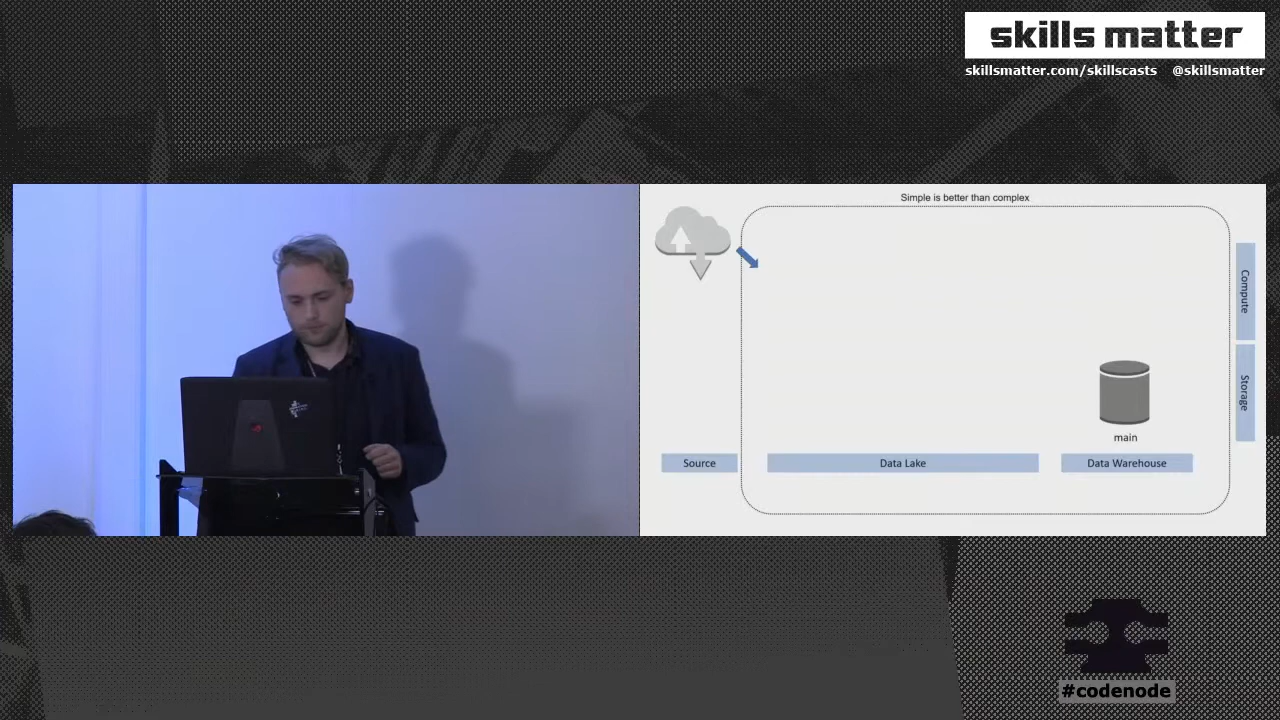 skills matter
skillsmatter.com/skillscasts @skillsmatter
Simple is better than complex
Compute
Storage
main
Source
Data Lake
Data Warehouse
#codenode